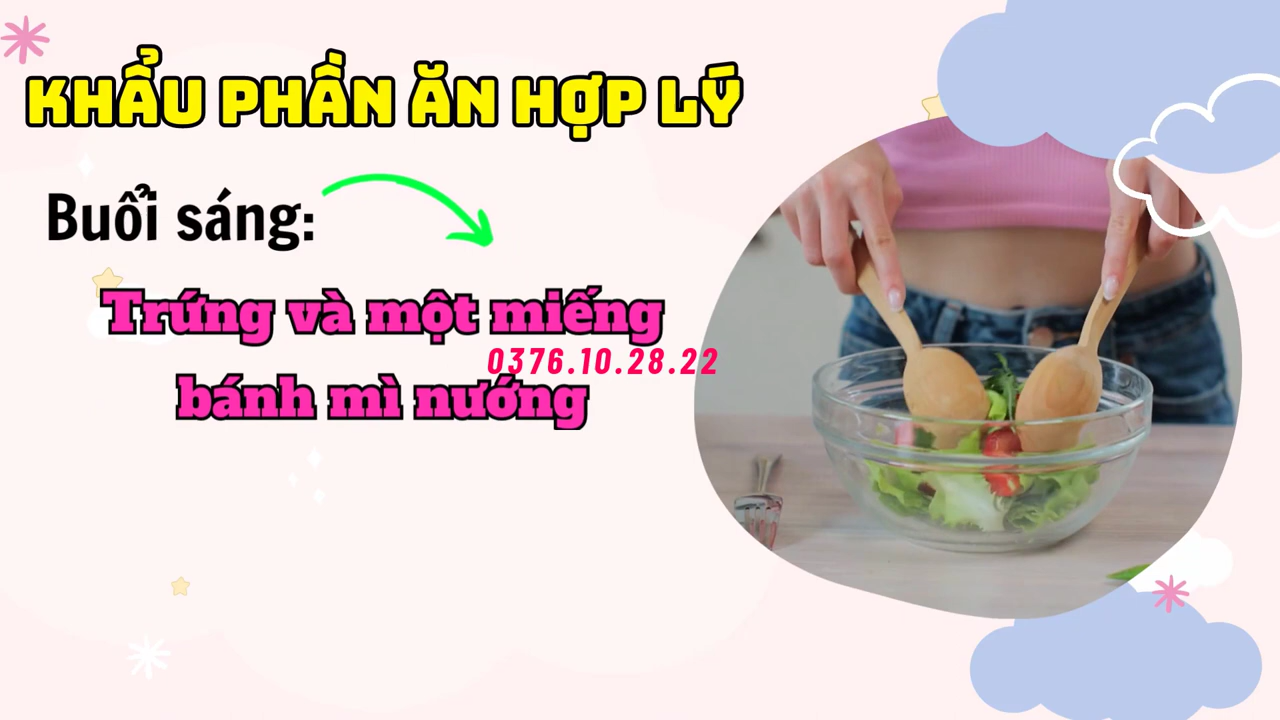 KHẨU PHẦN ĂN HỢP LÝ
Buổi sáng:
Trứng và một miếng
0376.10.28.22
bánh mì nướng